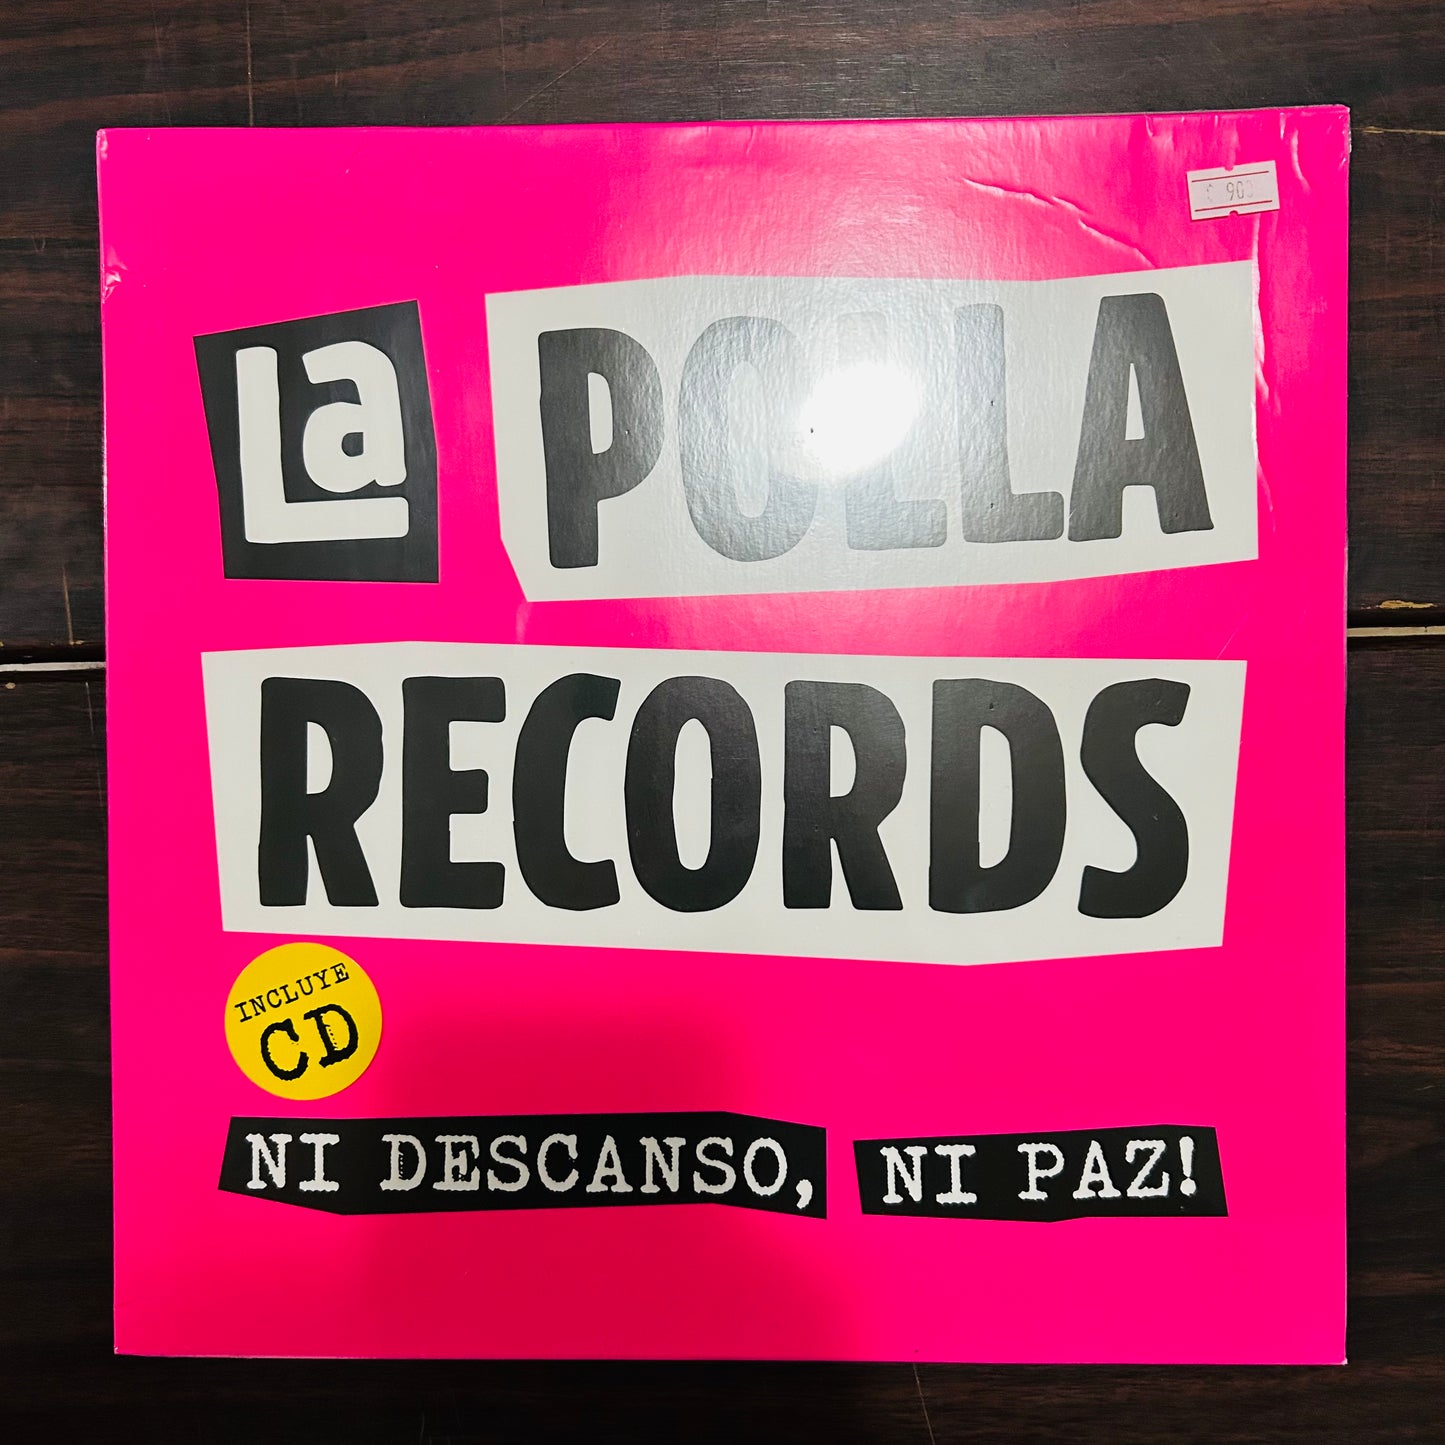 La POLLA
RECORDS
INCLUYE
CD
NI DESCANSO, NI PAZ!